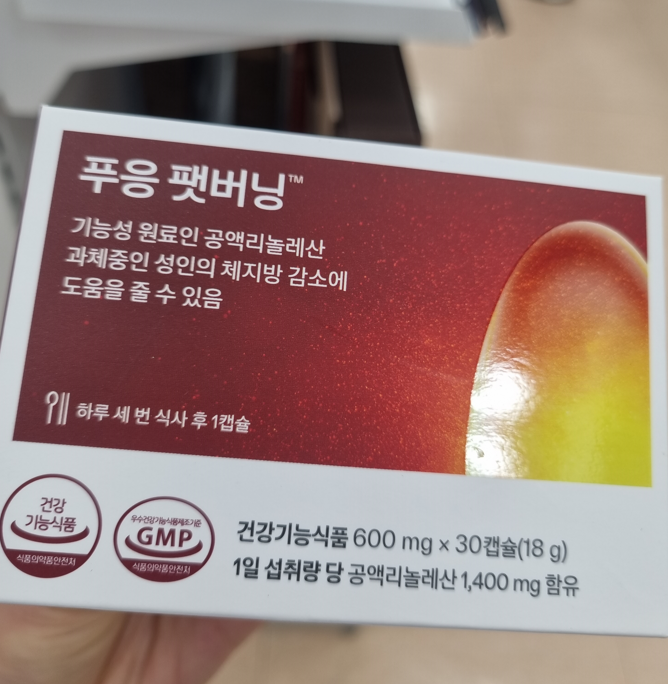 푸응 팻버닝™
기능성 원료인 공액리놀레산
과체중인 성인의 체지방 감소에
도움을 줄 수 있음
하루 세 번 식사 후 1캡슐
건강
기능식품
식품의약품안전처
우수건강기능식품제조기준
GMP
식품의약품안전처
건강기능식품 600 mg × 30캡슐(18 g)
1일 섭취량 당 공액리놀레산 1,400 mg 함유